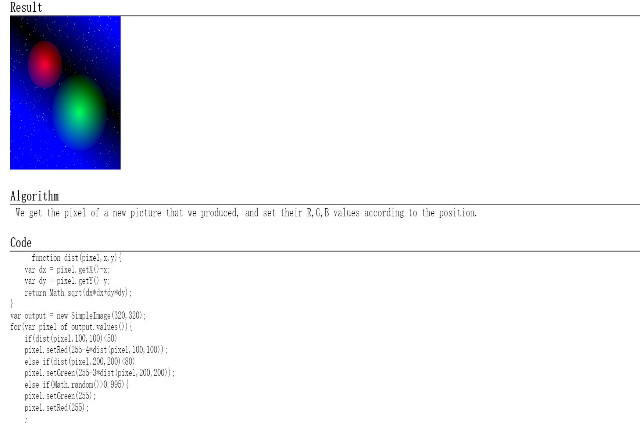 Result
Algorithm
We get the pixel of a new picture that we produced, and set their R,G,B values according to the position.
Code
function dist(pixel,x,y){
var dx = pixel.getX()-x;
var dy = pixel.getY()-y;
return Math.sqrt(dx*dx+dy*dy);
}
var output = new SimpleImage(320,320);
for(var pixel of output.values()){
if(dist(pixel,100,100)<50)
pixel.setRed(255-4*dist(pixel,100,100));
else if(dist(pixel,200,200)<80)
pixel.setGreen(255-3*dist(pixel,200,200));
else if(Math.random()>0.995){
pixel.setGreen(255);
pixel.setRed(255);